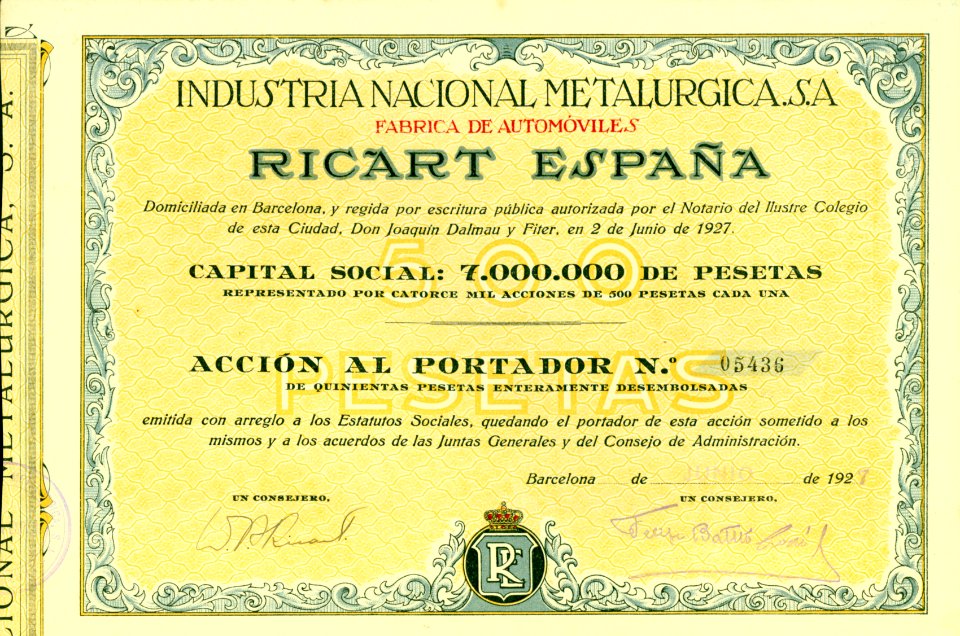 INDUSTRIA NACIONAL METALURGICA.S.A
FABRICA DE AUTOMÓVILES
RICART ESPAÑA
Domiciliada en Barcelona, y regida por escritura pública autorizada por el Notario del Ilustre Colegio
de esta Ciudad, Don Joaquín Dalmau y Fiter, en 2 de Junio de 1927.
500
CAPITAL SOCIAL: 7.000.000 DE PESETAS
REPRESENTADO POR CATORCE MIL ACCIONES DE 500 PESETAS CADA UNA
ACCIÓN AL PORTADOR N.º 05436
PESETAS
DE QUINIENTAS PESETAS ENTERAMENTE DESEMBOLSADAS
emitida con arreglo a los Estatutos Sociales, quedando el portador de esta acción sometido a los
mismos y a los acuerdos de las Juntas Generales y del Consejo de Administración.
Barcelona de JUNIO de 192
UN CONSEJERO, UN CONSEJERO,
RE
CIONAL METALURGICA, S. A.